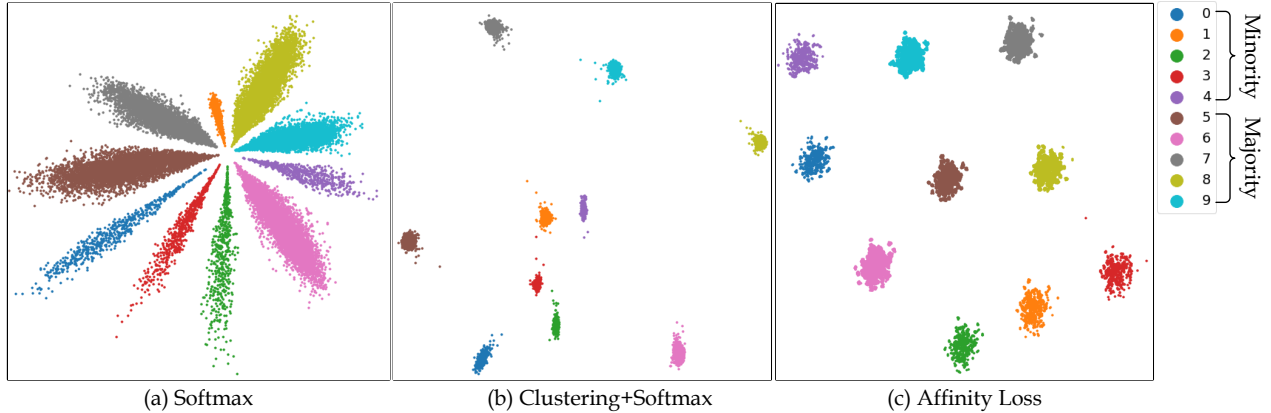 0
1
2
3
4
5
6
7
8
9
Minority
Majority
(a) Softmax
(b) Clustering+Softmax
(c) Affinity Loss